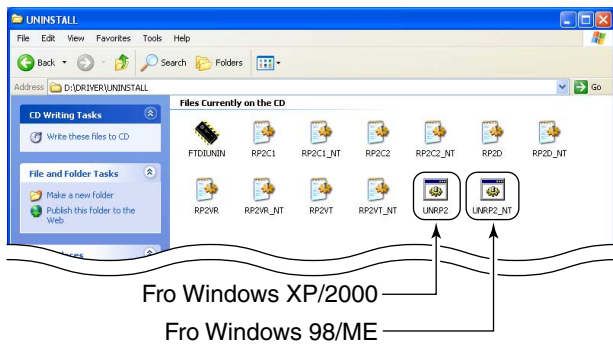 UNINSTALL
File Edit View Favorites Tools Help
Back Search Folders
Address D:\DRIVER\UNINSTALL Go
CD Writing Tasks
Write these files to CD
File and Folder Tasks
Make a new folder
Publish this folder to the
Web
Files Currently on the CD
FTDIUNIN RP2C1 RP2C1_NT RP2C2 RP2C2_NT RP2D RP2D_NT
RP2VR RP2VR_NT RP2VT RP2VT_NT UNRP2 UNRP2_NT
Fro Windows XP/2000
Fro Windows 98/ME